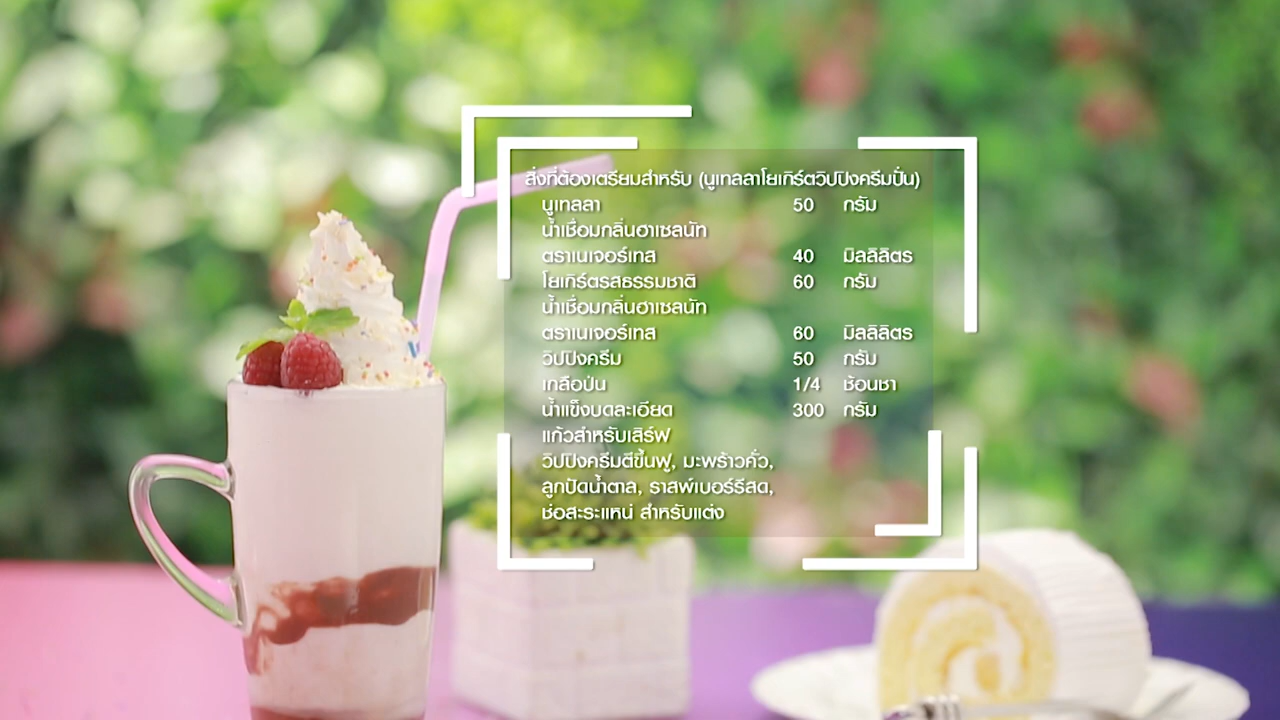 สิ่งที่ต้องเตรียมสำหรับ (นูเทลลาโยเกิร์ตวิปปิงครีมปั่น)
นูเทลลา 50 กรัม
น้ำเชื่อมกลิ่นฮาเซลนัท
ตราเนเจอร์เทส 40 มิลลิลิตร
โยเกิร์ตรสธรรมชาติ 60 กรัม
น้ำเชื่อมกลิ่นฮาเซลนัท
ตราเนเจอร์เทส 60 มิลลิลิตร
วิปปิงครีม 50 กรัม
เกลือป่น 1/4 ช้อนชา
น้ำแข็งบดละเอียด 300 กรัม
แก้วสำหรับเสิร์ฟ
วิปปิงครีมตีขึ้นฟู, มะพร้าวคั่ว,
ลูกปัดน้ำตาล, ราสพ์เบอร์รีสด,
ช่อสะระแหน่ สำหรับแต่ง